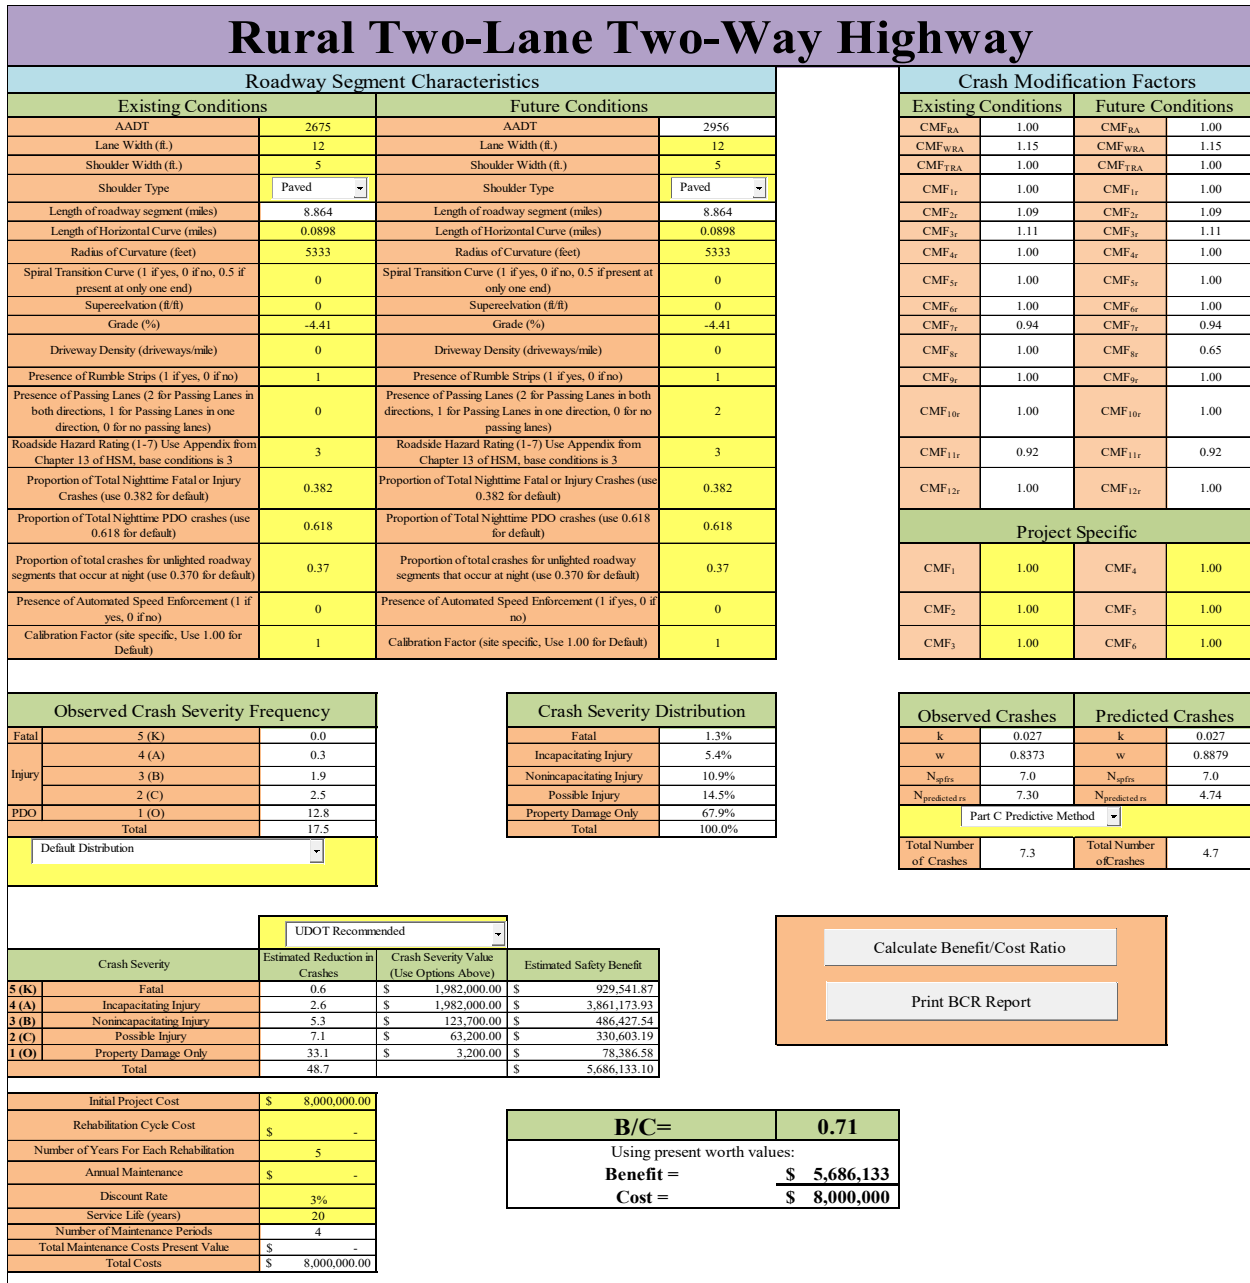 Rural Two-Lane Two-Way Highway
Roadway Segment Characteristics
Existing Conditions Future Conditions
AADT 2675 AADT 2956
Lane Width (ft.) 12 Lane Width (ft.) 12
Shoulder Width (ft.) 5 Shoulder Width (ft.) 5
Shoulder Type Paved Shoulder Type Paved
Length of roadway segment (miles) 8.864 Length of roadway segment (miles) 8.864
Length of Horizontal Curve (miles) 0.0898 Length of Horizontal Curve (miles) 0.0898
Radius of Curvature (feet) 5333 Radius of Curvature (feet) 5333
Spiral Transition Curve (1 if yes, 0 if no, 0.5 if
present at only one end) 0
Spiral Transition Curve (1 if yes, 0 if no, 0.5 if present at
only one end) 0
Supereelvation (ft/ft) 0 Supereelvation (ft/ft) 0
Grade (%) -4.41 Grade (%) -4.41
Driveway Density (driveways/mile) 0 Driveway Density (driveways/mile) 0
Presence of Rumble Strips (1 if yes, 0 if no) 1 Presence of Rumble Strips (1 if yes, 0 if no) 1
Presence of Passing Lanes (2 for Passing Lanes in
both directions, 1 for Passing Lanes in one
direction, 0 for no passing lanes) 0
Presence of Passing Lanes (2 for Passing Lanes in both
directions, 1 for Passing Lanes in one direction, 0 for no
passing lanes) 2
Roadside Hazard Rating (1-7) Use Appendix from
Chapter 13 of HSM, base conditions is 3 3
Roadside Hazard Rating (1-7) Use Appendix from
Chapter 13 of HSM, base conditions is 3 3
Proportion of Total Nighttime Fatal or Injury
Crashes (use 0.382 for default) 0.382
Proportion of Total Nighttime Fatal or Injury Crashes (use
0.382 for default) 0.382
Proportion of Total Nighttime PDO crashes (use
0.618 for default) 0.618
Proportion of Total Nighttime PDO crashes (use 0.618
for default) 0.618
Proportion of total crashes for unlighted roadway
segments that occur at night (use 0.370 for default) 0.37
Proportion of total crashes for unlighted roadway
segments that occur at night (use 0.370 for default) 0.37
Presence of Automated Speed Enforcement (1 if
yes, 0 if no) 0
Presence of Automated Speed Enforcement (1 if yes, 0 if
no) 0
Calibration Factor (site specific, Use 1.00 for
Default) 1
Calibration Factor (site specific, Use 1.00 for Default) 1
Crash Modification Factors
Existing Conditions Future Conditions
CMFRA 1.00 CMFRA 1.00
CMFWRA 1.15 CMFWRA 1.15
CMFTRA 1.00 CMFTRA 1.00
CMF1r 1.00 CMF1r 1.00
CMF2r 1.09 CMF2r 1.09
CMF3r 1.11 CMF3r 1.11
CMF4r 1.00 CMF4r 1.00
CMF5r 1.00 CMF5r 1.00
CMF6r 1.00 CMF6r 1.00
CMF7r 0.94 CMF7r 0.94
CMF8r 1.00 CMF8r 0.65
CMF9r 1.00 CMF9r 1.00
CMF10r 1.00 CMF10r 1.00
CMF11r 0.92 CMF11r 0.92
CMF12r 1.00 CMF12r 1.00
Project Specific
CMF1 1.00 CMF4 1.00
CMF2 1.00 CMF5 1.00
CMF3 1.00 CMF6 1.00
Observed Crash Severity Frequency
Fatal 5 (K) 0.0
4 (A) 0.3
Injury 3 (B) 1.9
2 (C) 2.5
PDO 1 (O) 12.8
Total 17.5
Default Distribution
Crash Severity Distribution
Fatal 1.3%
Incapacitating Injury 5.4%
Nonincapacitating Injury 10.9%
Possible Injury 14.5%
Property Damage Only 67.9%
Total 100.0%
Observed Crashes Predicted Crashes
k 0.027 k 0.027
w 0.8373 w 0.8879
Nspfrs 7.0 Nspfrs 7.0
Npredicted rs 7.30 Npredicted rs 4.74
Part C Predictive Method
Total Number
of Crashes 7.3
Total Number
ofCrashes 4.7
UDOT Recommended
Crash Severity
Estimated Reduction in
Crashes
Crash Severity Value
(Use Options Above)
Estimated Safety Benefit
5 (K) Fatal 0.6 $ 1,982,000.00 $ 929,541.87
4 (A) Incapacitating Injury 2.6 $ 1,982,000.00 $ 3,861,173.93
3 (B) Nonincapacitating Injury 5.3 $ 123,700.00 $ 486,427.54
2 (C) Possible Injury 7.1 $ 63,200.00 $ 330,603.19
1 (O) Property Damage Only 33.1 $ 3,200.00 $ 78,386.58
Total 48.7 $ 5,686,133.10
Calculate Benefit/Cost Ratio
Print BCR Report
Initial Project Cost $ 8,000,000.00
Rehabilitation Cycle Cost $ -
Number of Years For Each Rehabilitation 5
Annual Maintenance $ -
Discount Rate 3%
Service Life (years) 20
Number of Maintenance Periods 4
Total Maintenance Costs Present Value $ -
Total Costs $ 8,000,000.00
B/C= 0.71
Using present worth values:
Benefit = $ 5,686,133
Cost = $ 8,000,000